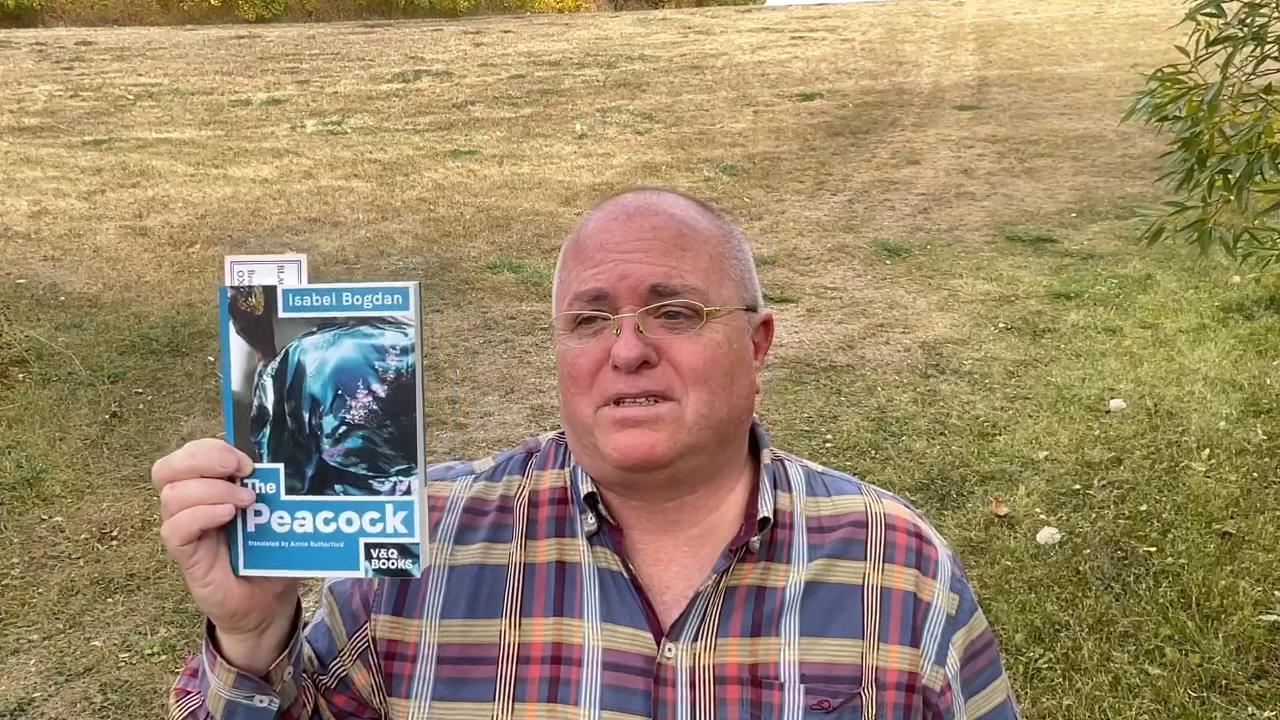 Isabel Bogdan
The
Peacock
translated by Annie Rutherford
V&Q
BOOKS